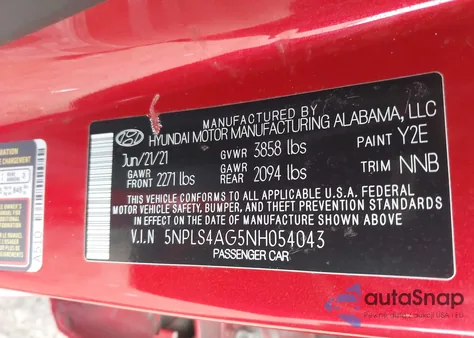 MANUFACTURED BY
HYUNDAI MOTOR MANUFACTURING ALABAMA, LLC
Jun/21/21 GVWR 3858 lbs PAINT Y2E
GAWR FRONT 2271 lbs GAWR REAR 2094 lbs TRIM NNB
THIS VEHICLE CONFORMS TO ALL APPLICABLE U.S.A. FEDERAL
MOTOR VEHICLE SAFETY, BUMPER, AND THEFT PREVENTION STANDARDS
IN EFFECT ON THE DATE OF MANUFACTURE SHOWN ABOVE.
V.I.N 5NPLS4AG5NH054043
PASSENGER CAR
autoSnap